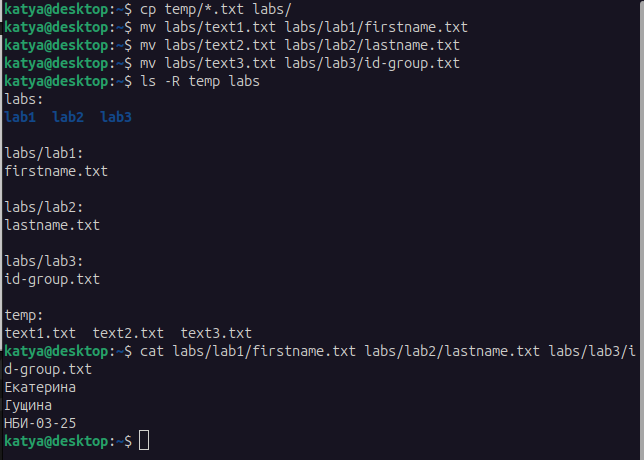 katya@desktop:~$ cp temp/*.txt labs/
katya@desktop:~$ mv labs/text1.txt labs/lab1/firstname.txt
katya@desktop:~$ mv labs/text2.txt labs/lab2/lastname.txt
katya@desktop:~$ mv labs/text3.txt labs/lab3/id-group.txt
katya@desktop:~$ ls -R temp labs
labs:
lab1  lab2  lab3
labs/lab1:
firstname.txt
labs/lab2:
lastname.txt
labs/lab3:
id-group.txt
temp:
text1.txt  text2.txt  text3.txt
katya@desktop:~$ cat labs/lab1/firstname.txt labs/lab2/lastname.txt labs/lab3/i
d-group.txt
Екатерина
Гущина
НБИ-03-25
katya@desktop:~$